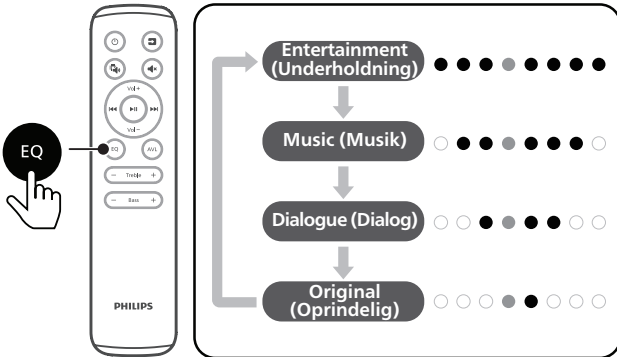 Vol+
Vol−
EQ
EQ
AVL
− Treble +
− Bass +
PHILIPS
Entertainment
(Underholdning)
Music (Musik)
Dialogue (Dialog)
Original
(Oprindelig)